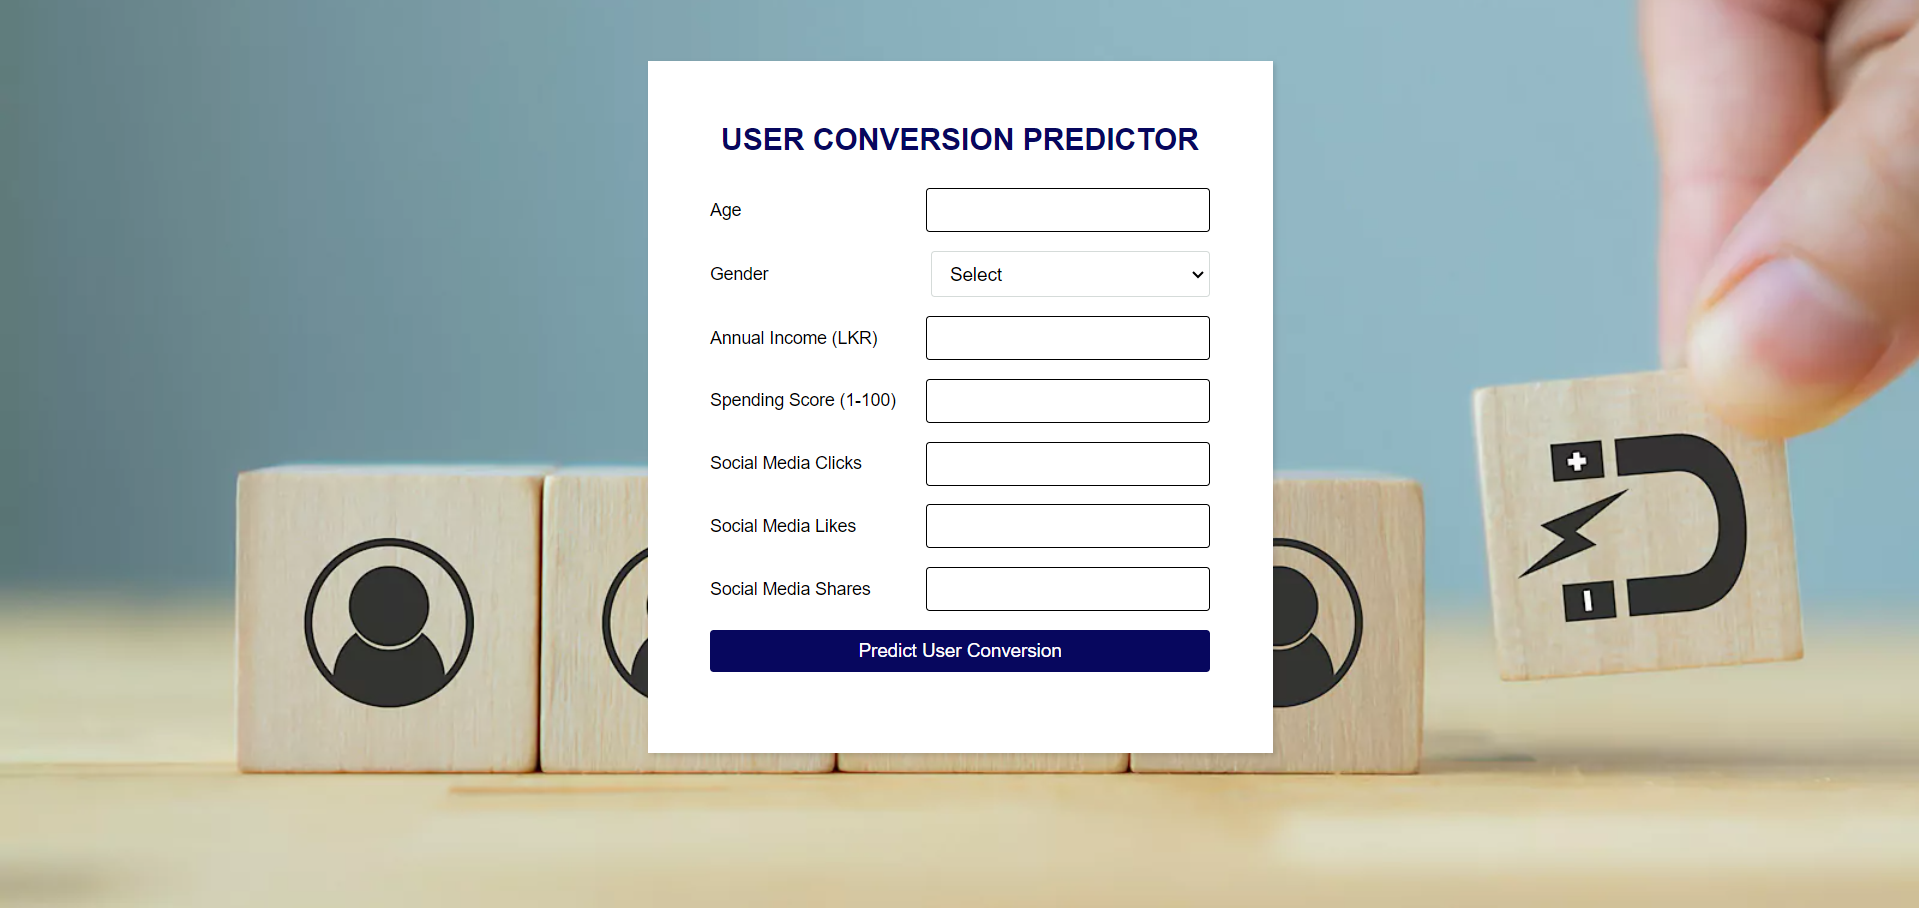 USER CONVERSION PREDICTOR
Age
Gender Select
Annual Income (LKR)
Spending Score (1-100)
Social Media Clicks
Social Media Likes
Social Media Shares
Predict User Conversion